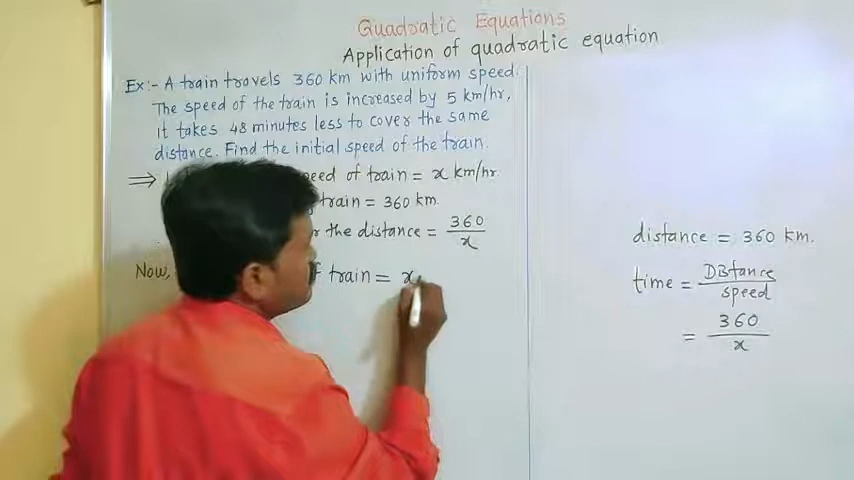 Quadratic Equations
Application of quadratic equation
Ex:- A train travels 360 km with uniform speed.
The speed of the train is increased by 5 km/hr,
it takes 48 minutes less to cover the same
distance. Find the initial speed of the train.
⟹ speed of train = x km/hr.
train = 360 km.
the distance = 360/x
Now, train = x
distance = 360 km.
time = Distance/speed
= 360/x